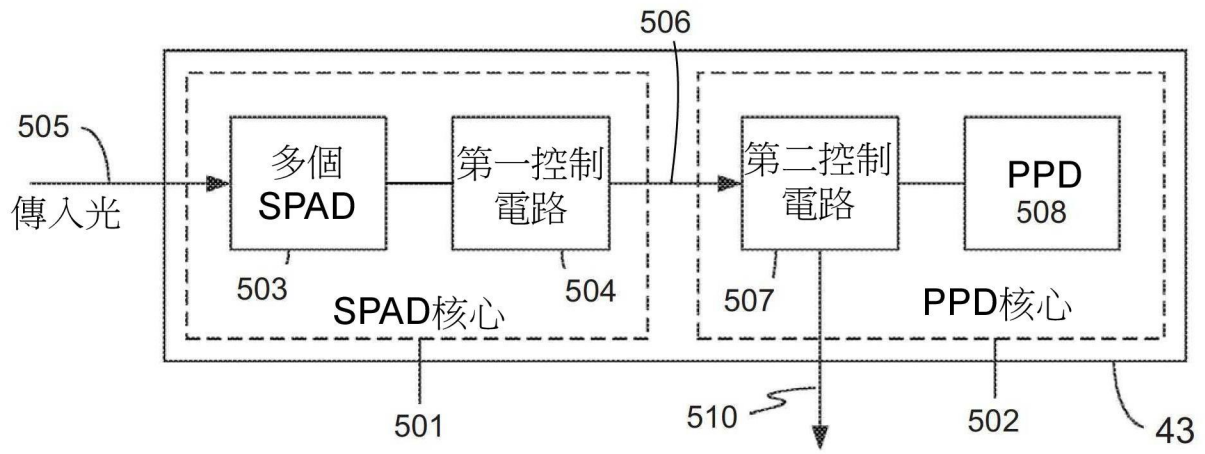 506
505
傳入光
多個
SPAD
503
第一控制
電路
504
SPAD核心
501
第二控制
電路
507
PPD
508
PPD核心
510
502
43